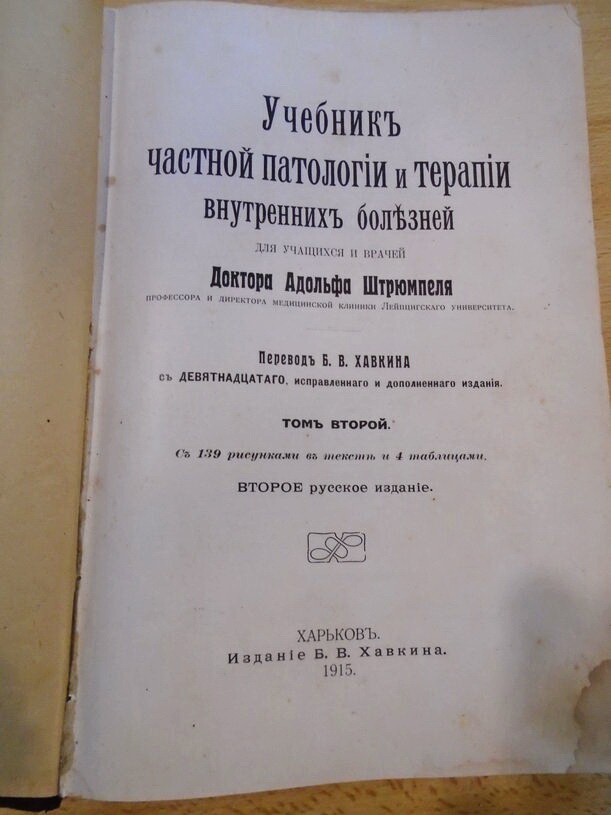 Учебникъ
частной патологіи и терапіи
внутреннихъ болѣзней
для учащихся и врачей
Доктора Адольфа Штрюмпеля
профессора и директора медицинской клиники Лейпцигскаго университета.
Переводъ Б. В. ХАВКИНА
съ ДЕВЯТНАДЦАТАГО, исправленнаго и дополненнаго изданія.
ТОМЪ ВТОРОЙ.
Съ 139 рисунками въ текстѣ и 4 таблицами.
ВТОРОЕ русское изданіе.
ХАРЬКОВЪ.
Изданіе Б. В. Хавкина.
1915.